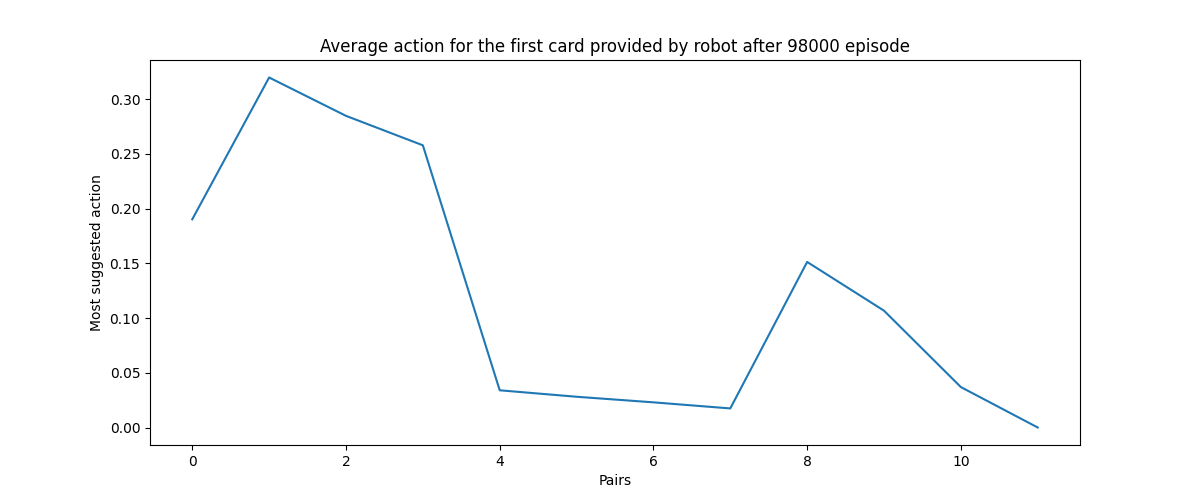 Average action for the first card provided by robot after 98000 episode
Most suggested action
0.30
0.25
0.20
0.15
0.10
0.05
0.00
0 2 4 6 8 10
Pairs